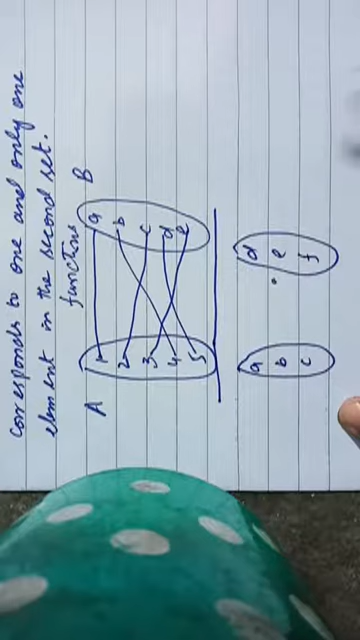 corresponds to one and only one
element in the second set.
function
A B
1 a
2 b
3 c
4 d
5 e
a d
b e
c f